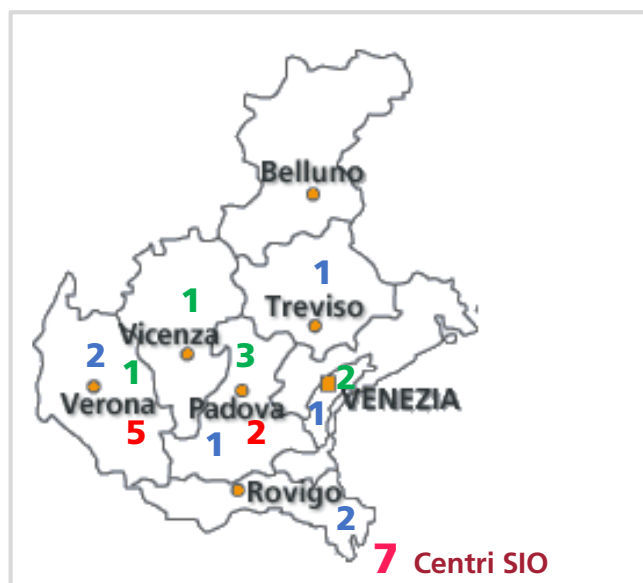 Belluno
1
Treviso
1
Vicenza
3
2
1
2
VENEZIA
Verona
Padova
1
5
1
2
Rovigo
2
7 Centri SIO